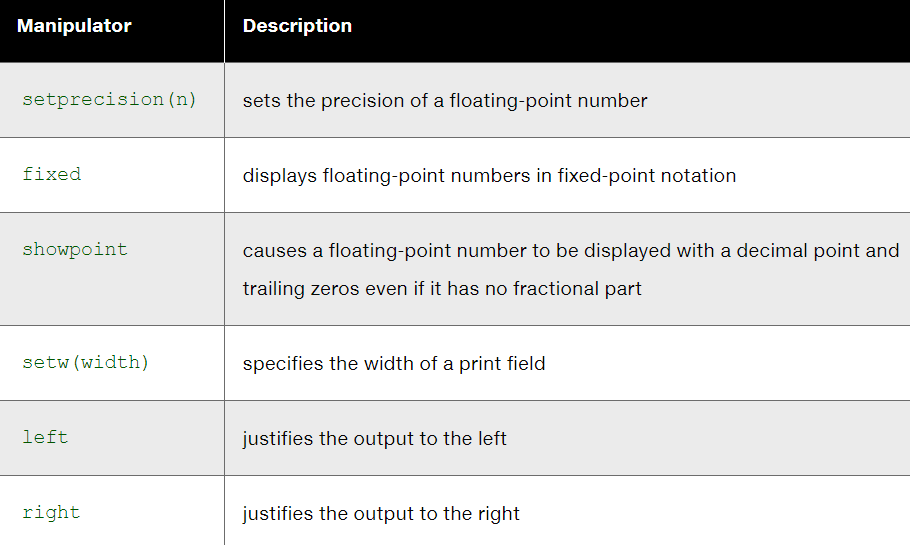 Manipulator Description
setprecision(n) sets the precision of a floating-point number
fixed displays floating-point numbers in fixed-point notation
showpoint causes a floating-point number to be displayed with a decimal point and
trailing zeros even if it has no fractional part
setw(width) specifies the width of a print field
left justifies the output to the left
right justifies the output to the right